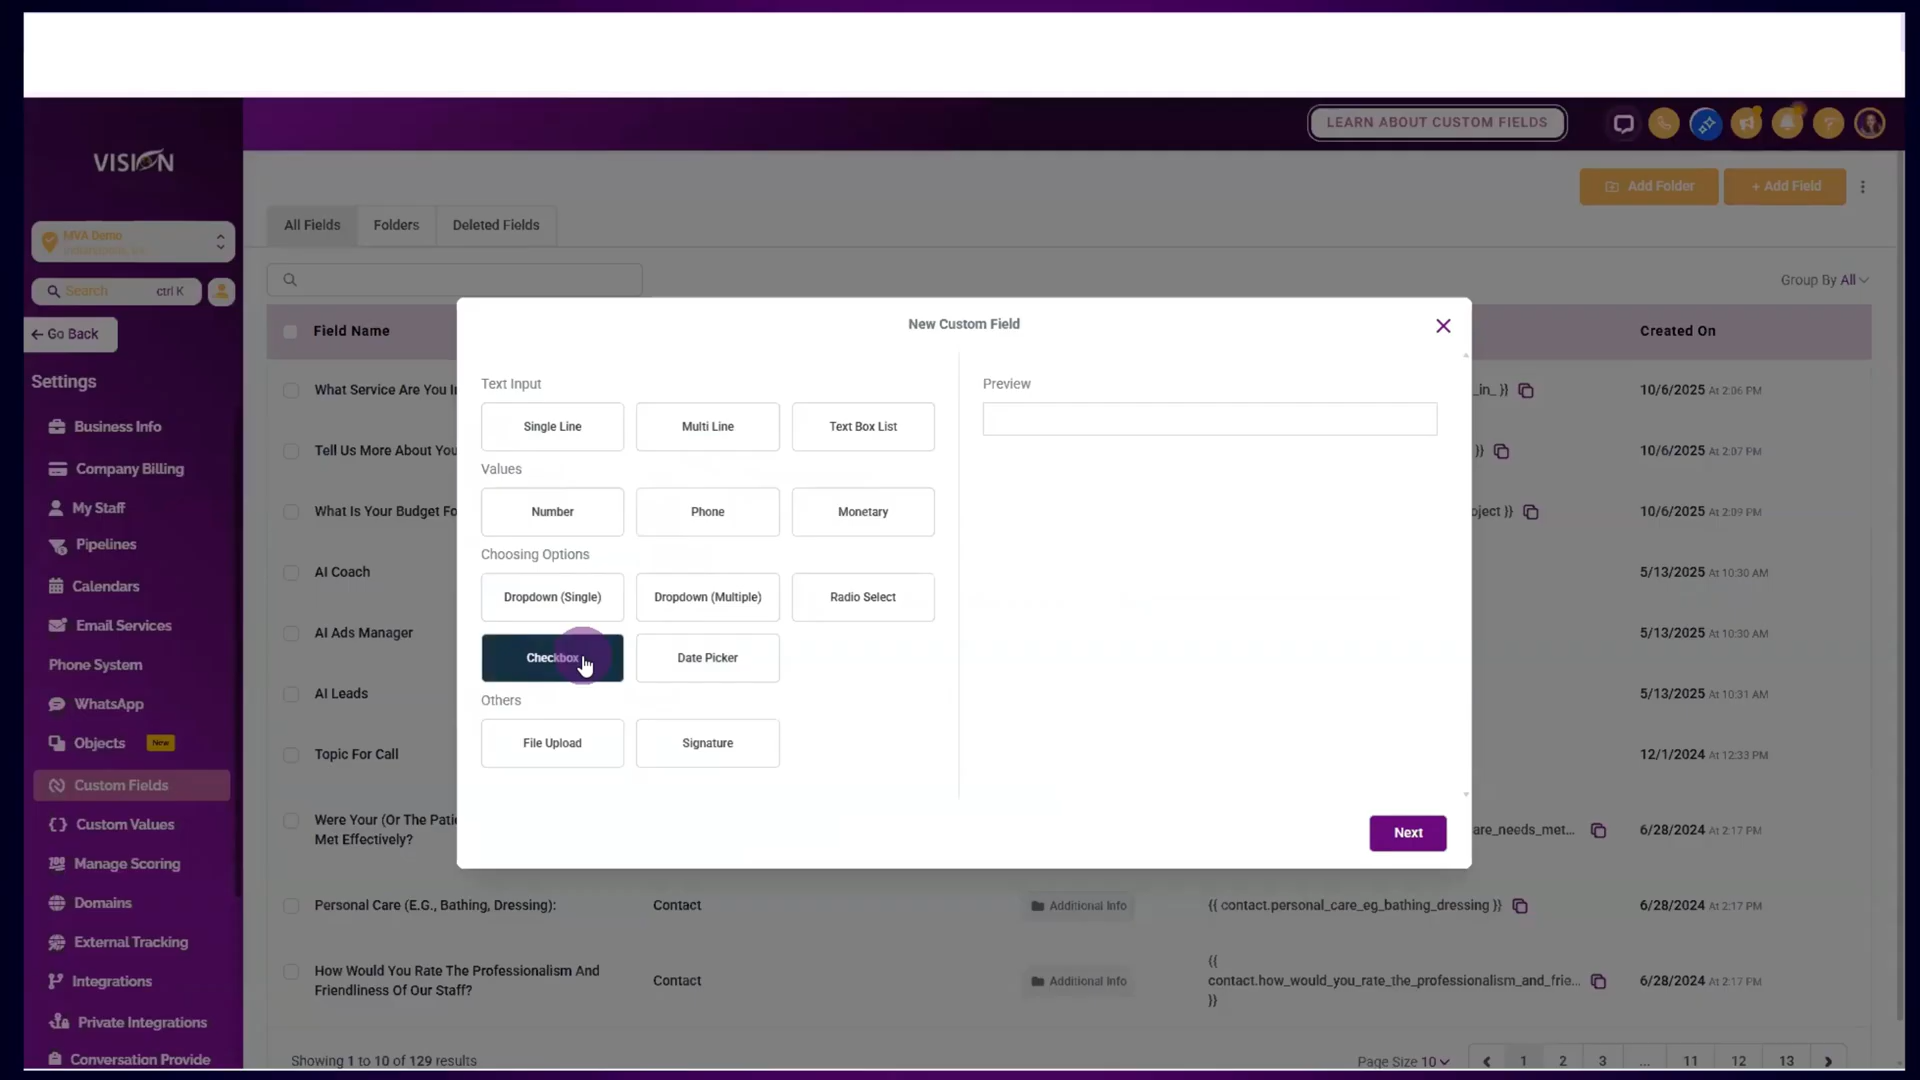 LEARN ABOUT CUSTOM FIELDS
VISION
Add Folder
+ Add Field
MVA Demo
All Fields
Folders
Deleted Fields
Search
ctrl K
Group By All
Go Back
Field Name
Created On
New Custom Field
Settings
Text Input
Preview
What Service Are You
_in_ }}
10/6/2025 At 2:06 PM
Single Line
Multi Line
Text Box List
Business Info
Tell Us More About You
}}
10/6/2025 At 2:07 PM
Company Billing
Values
My Staff
What Is Your Budget Fo
Number
Phone
Monetary
oject }}
10/6/2025 At 2:09 PM
Pipelines
Choosing Options
AI Coach
5/13/2025 At 10:30 AM
Calendars
Dropdown (Single)
Dropdown (Multiple)
Radio Select
Email Services
AI Ads Manager
5/13/2025 At 10:30 AM
Checkbox
Date Picker
Phone System
AI Leads
5/13/2025 At 10:31 AM
WhatsApp
Others
Objects
New
File Upload
Signature
Topic For Call
12/1/2024 At 12:33 PM
Custom Fields
Custom Values
Were Your (Or The Patie
Met Effectively?
are_needs_met...
6/28/2024 At 2:17 PM
Next
Manage Scoring
Domains
Personal Care (E.G., Bathing, Dressing):
Contact
Additional Info
{{ contact.personal_care_eg_bathing_dressing }}
6/28/2024 At 2:17 PM
External Tracking
How Would You Rate The Professionalism And
Friendliness Of Our Staff?
Contact
Additional Info
{{
contact.how_would_you_rate_the_professionalism_and_frie...
}}
6/28/2024 At 2:17 PM
Integrations
Private Integrations
Conversation Provide
Showing 1 to 10 of 129 results
Page Size 10
1
2
3
...
11
12
13